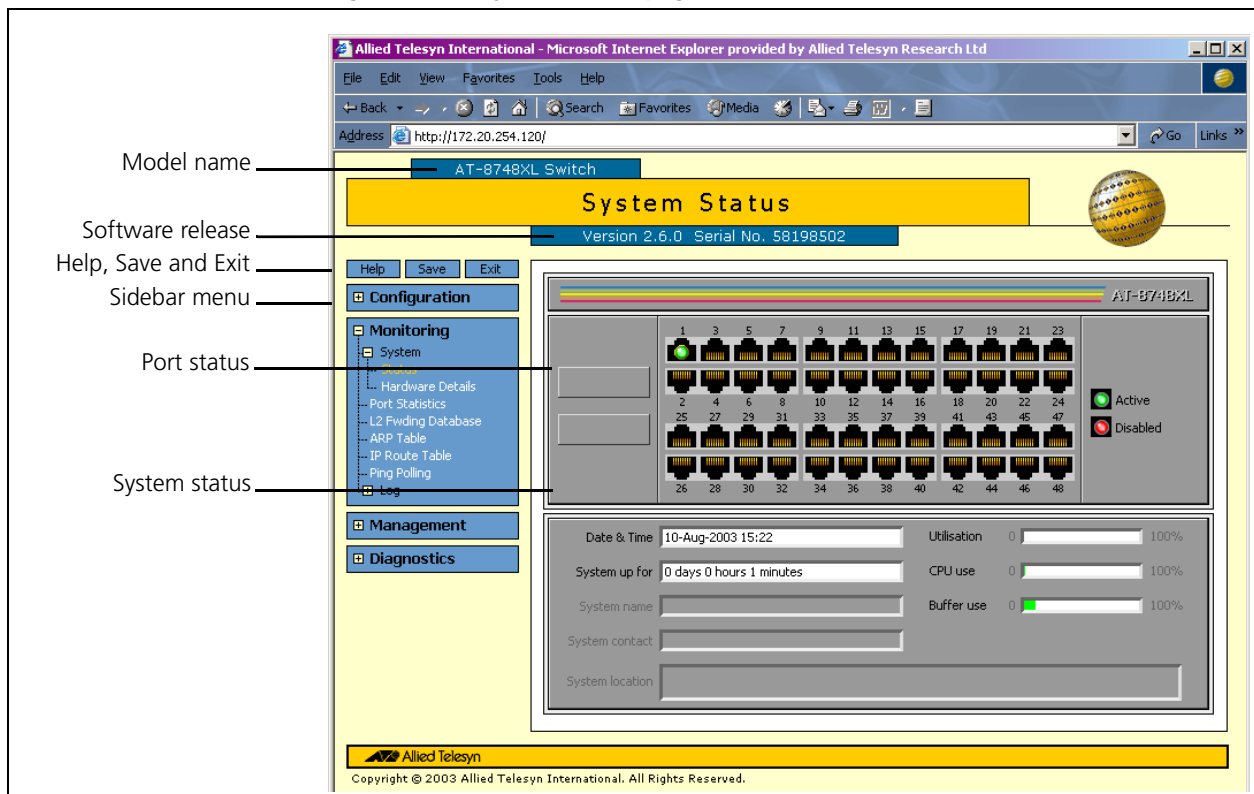 Allied Telesyn International - Microsoft Internet Explorer provided by Allied Telesyn Research Ltd
File Edit View Favorites Tools Help
Back Search Favorites Media
Address http://172.20.254.120/ Go Links »
Model name
AT-8748XL Switch
System Status
Software release
Version 2.6.0 Serial No. 58198502
Help, Save and Exit
Help Save Exit
Sidebar menu
Configuration
AT-8748XL
Monitoring
System
Status
Hardware Details
Port Statistics
L2 Fwding Database
ARP Table
IP Route Table
Ping Polling
Log
Management
Diagnostics
Port status
System status
1 3 5 7 9 11 13 15 17 19 21 23
2 4 6 8 10 12 14 16 18 20 22 24
25 27 29 31 33 35 37 39 41 43 45 47
26 28 30 32 34 36 38 40 42 44 46 48
Active
Disabled
Date & Time 10-Aug-2003 15:22
Utilisation 0 100%
System up for 0 days 0 hours 1 minutes
CPU use 0 100%
System name
Buffer use 0 100%
System contact
System location
Allied Telesyn
Copyright © 2003 Allied Telesyn International. All Rights Reserved.